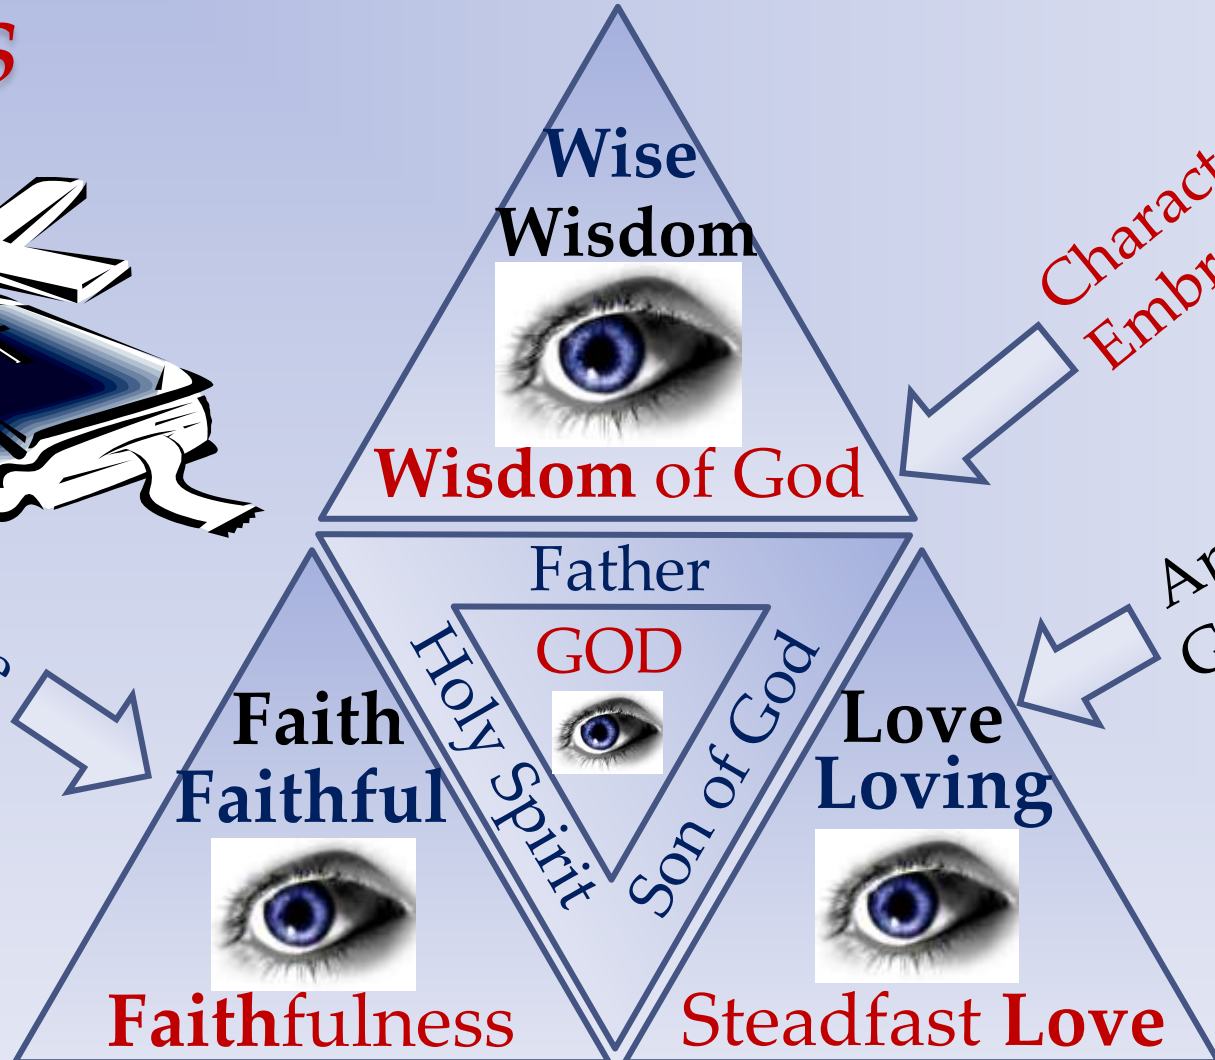 s
Wise
Wisdom
Wisdom of God
Father
GOD
Holy Spirit
Son of God
Faith
Faithful
Faithfulness
Love
Loving
Steadfast Love